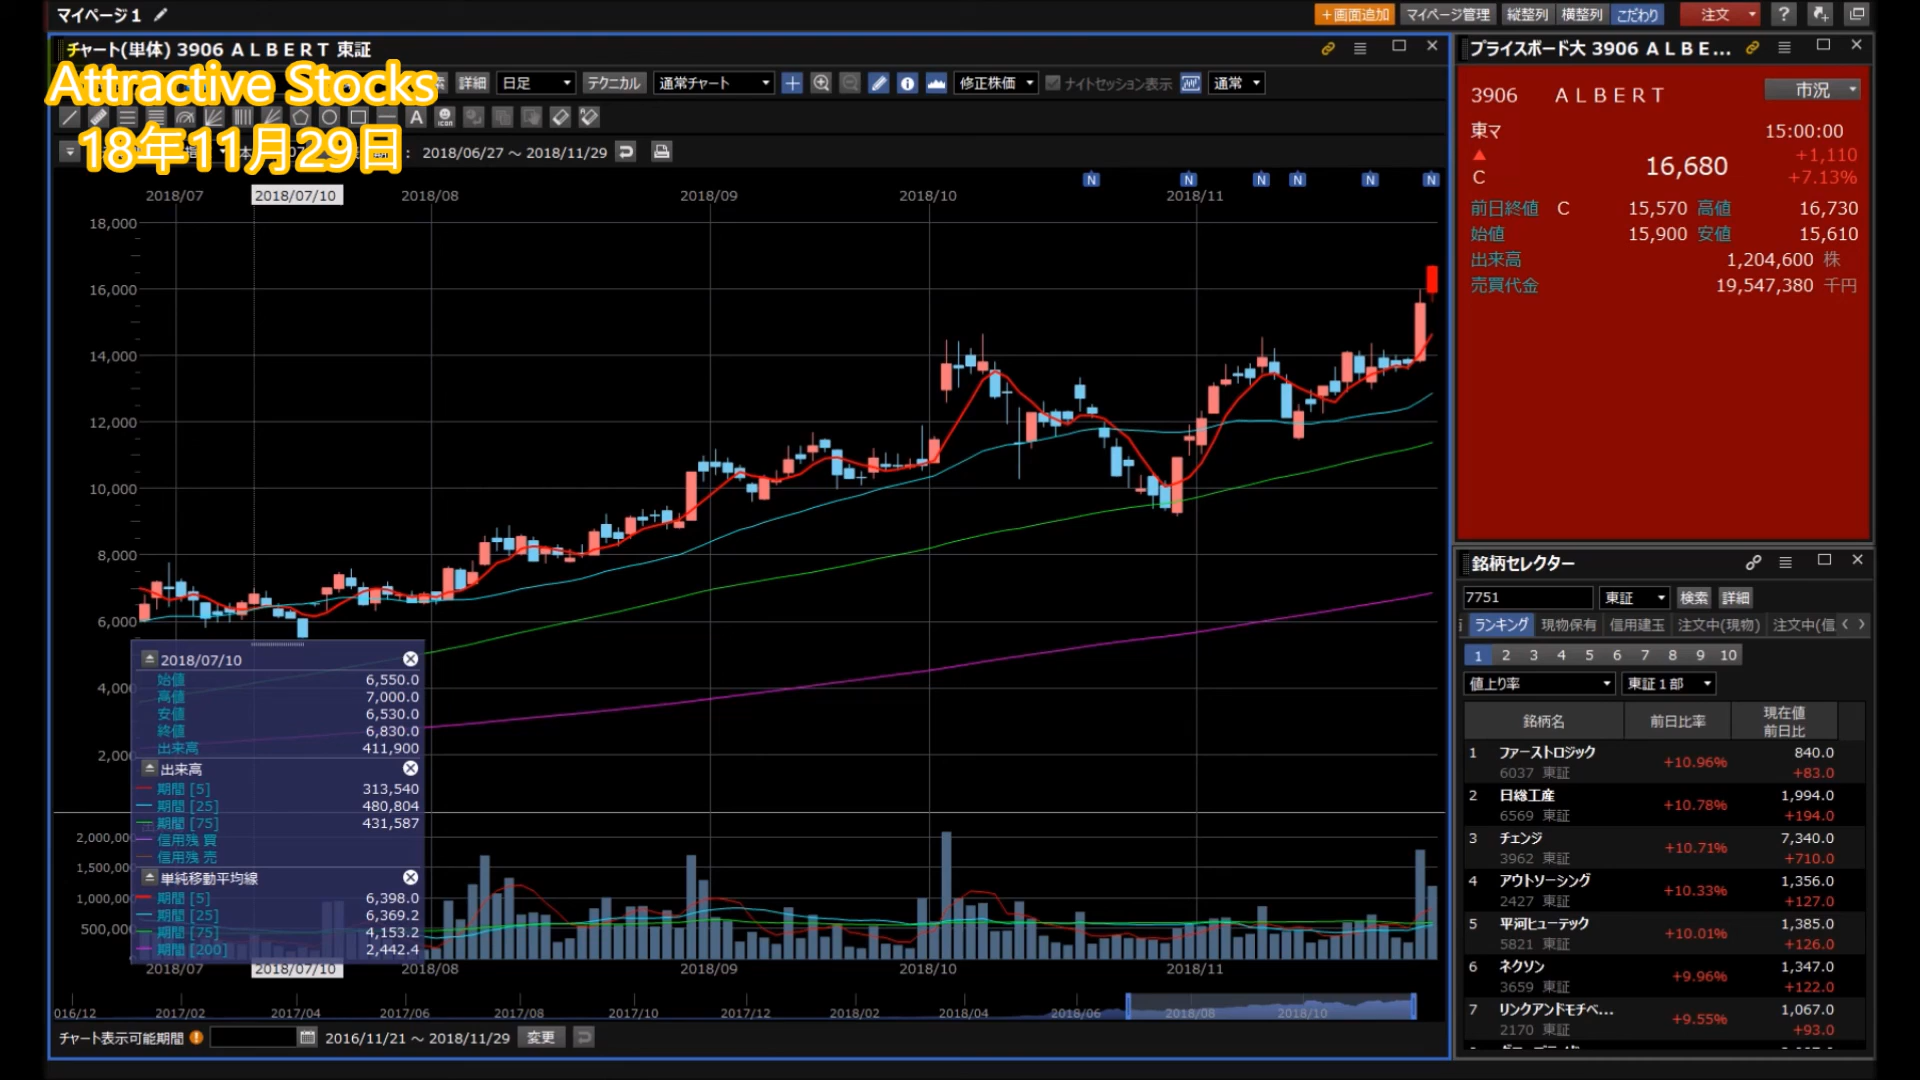 マイページ 1
+画面追加 マイページ管理 縦整列 横整列 こだわり 注文 ?
チャート(単体) 3906 ALBERT 東証
Attractive Stocks
18年11月29日
詳細 日足 テクニカル 通常チャート 修正株価 ナイトセッション表示 通常
A ICON
: 2018/06/27 ～ 2018/11/29
N N N N N N
2018/07 2018/07/10 2018/08 2018/09 2018/10 2018/11
18,000
16,000
14,000
12,000
10,000
8,000
6,000
4,000
2,000
2018/07/10
始値 6,550.0
高値 7,000.0
安値 6,530.0
終値 6,830.0
出来高 411,900
出来高
期間 [5] 313,540
期間 [25] 480,804
期間 [75] 431,587
信用残 買
信用残 売
単純移動平均線
期間 [5] 6,398.0
期間 [25] 6,369.2
期間 [75] 4,153.2
期間 [200] 2,442.4
2,000,000
1,500,000
1,000,000
500,000
2018/07 2018/07/10 2018/08 2018/09 2018/10 2018/11
016/12 2017/02 2017/04 2017/06 2017/08 2017/10 2017/12 2018/02 2018/04 2018/06 2018/08 2018/10
チャート表示可能期間 2016/11/21 ～ 2018/11/29 変更
プライスボード大 3906 ALBE...
3906 ALBERT 市況
東マ 15:00:00
▲ 16,680 +1,110
C +7.13%
前日終値 C 15,570 高値 16,730
始値 15,900 安値 15,610
出来高 1,204,600 株
売買代金 19,547,380 千円
銘柄セレクター
7751 東証 検索 詳細
ランキング 現物保有 信用建玉 注文中(現物) 注文中(信
1 2 3 4 5 6 7 8 9 10
値上り率 東証1部
銘柄名 前日比率 現在値
前日比
1 ファーストロジック +10.96% 840.0
6037 東証 +83.0
2 日総工産 +10.78% 1,994.0
6569 東証 +194.0
3 チェンジ +10.71% 7,340.0
3962 東証 +710.0
4 アウトソーシング +10.33% 1,356.0
2427 東証 +127.0
5 平河ヒューテック +10.01% 1,385.0
5821 東証 +126.0
6 ネクソン +9.96% 1,347.0
3659 東証 +122.0
7 リンクアンドモチベ... +9.55% 1,067.0
2170 東証 +93.0